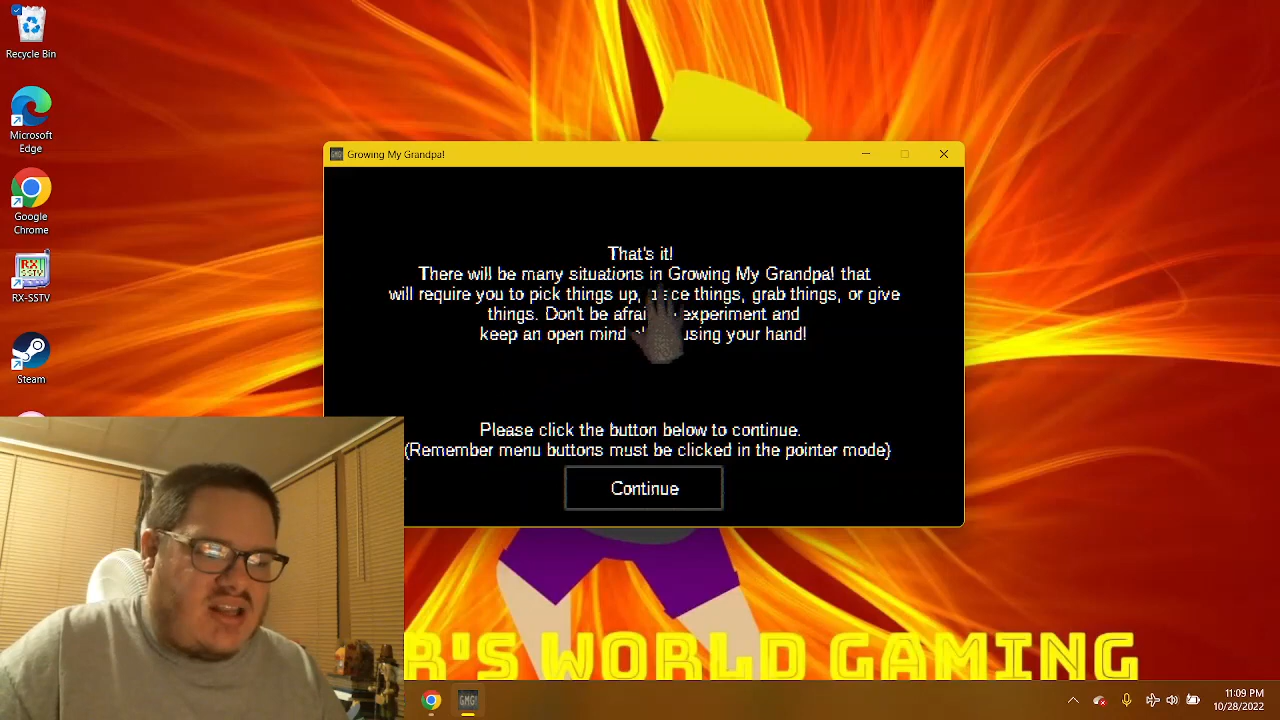 Recycle Bin
Microsoft
Edge
Google
Chrome
RX-SSTV
Steam
GMG!
Growing My Grandpa!
That's it!
There will be many situations in Growing My Grandpa! that
will require you to pick things up, things, grab things, or give
things. Don't be experiment and
keep an open mind using your hand!
Please click the button below to continue.
(Remember menu buttons must be clicked in the pointer mode)
Continue
R'S WORLD GAMING
GMG!
11:09 PM
10/28/2022